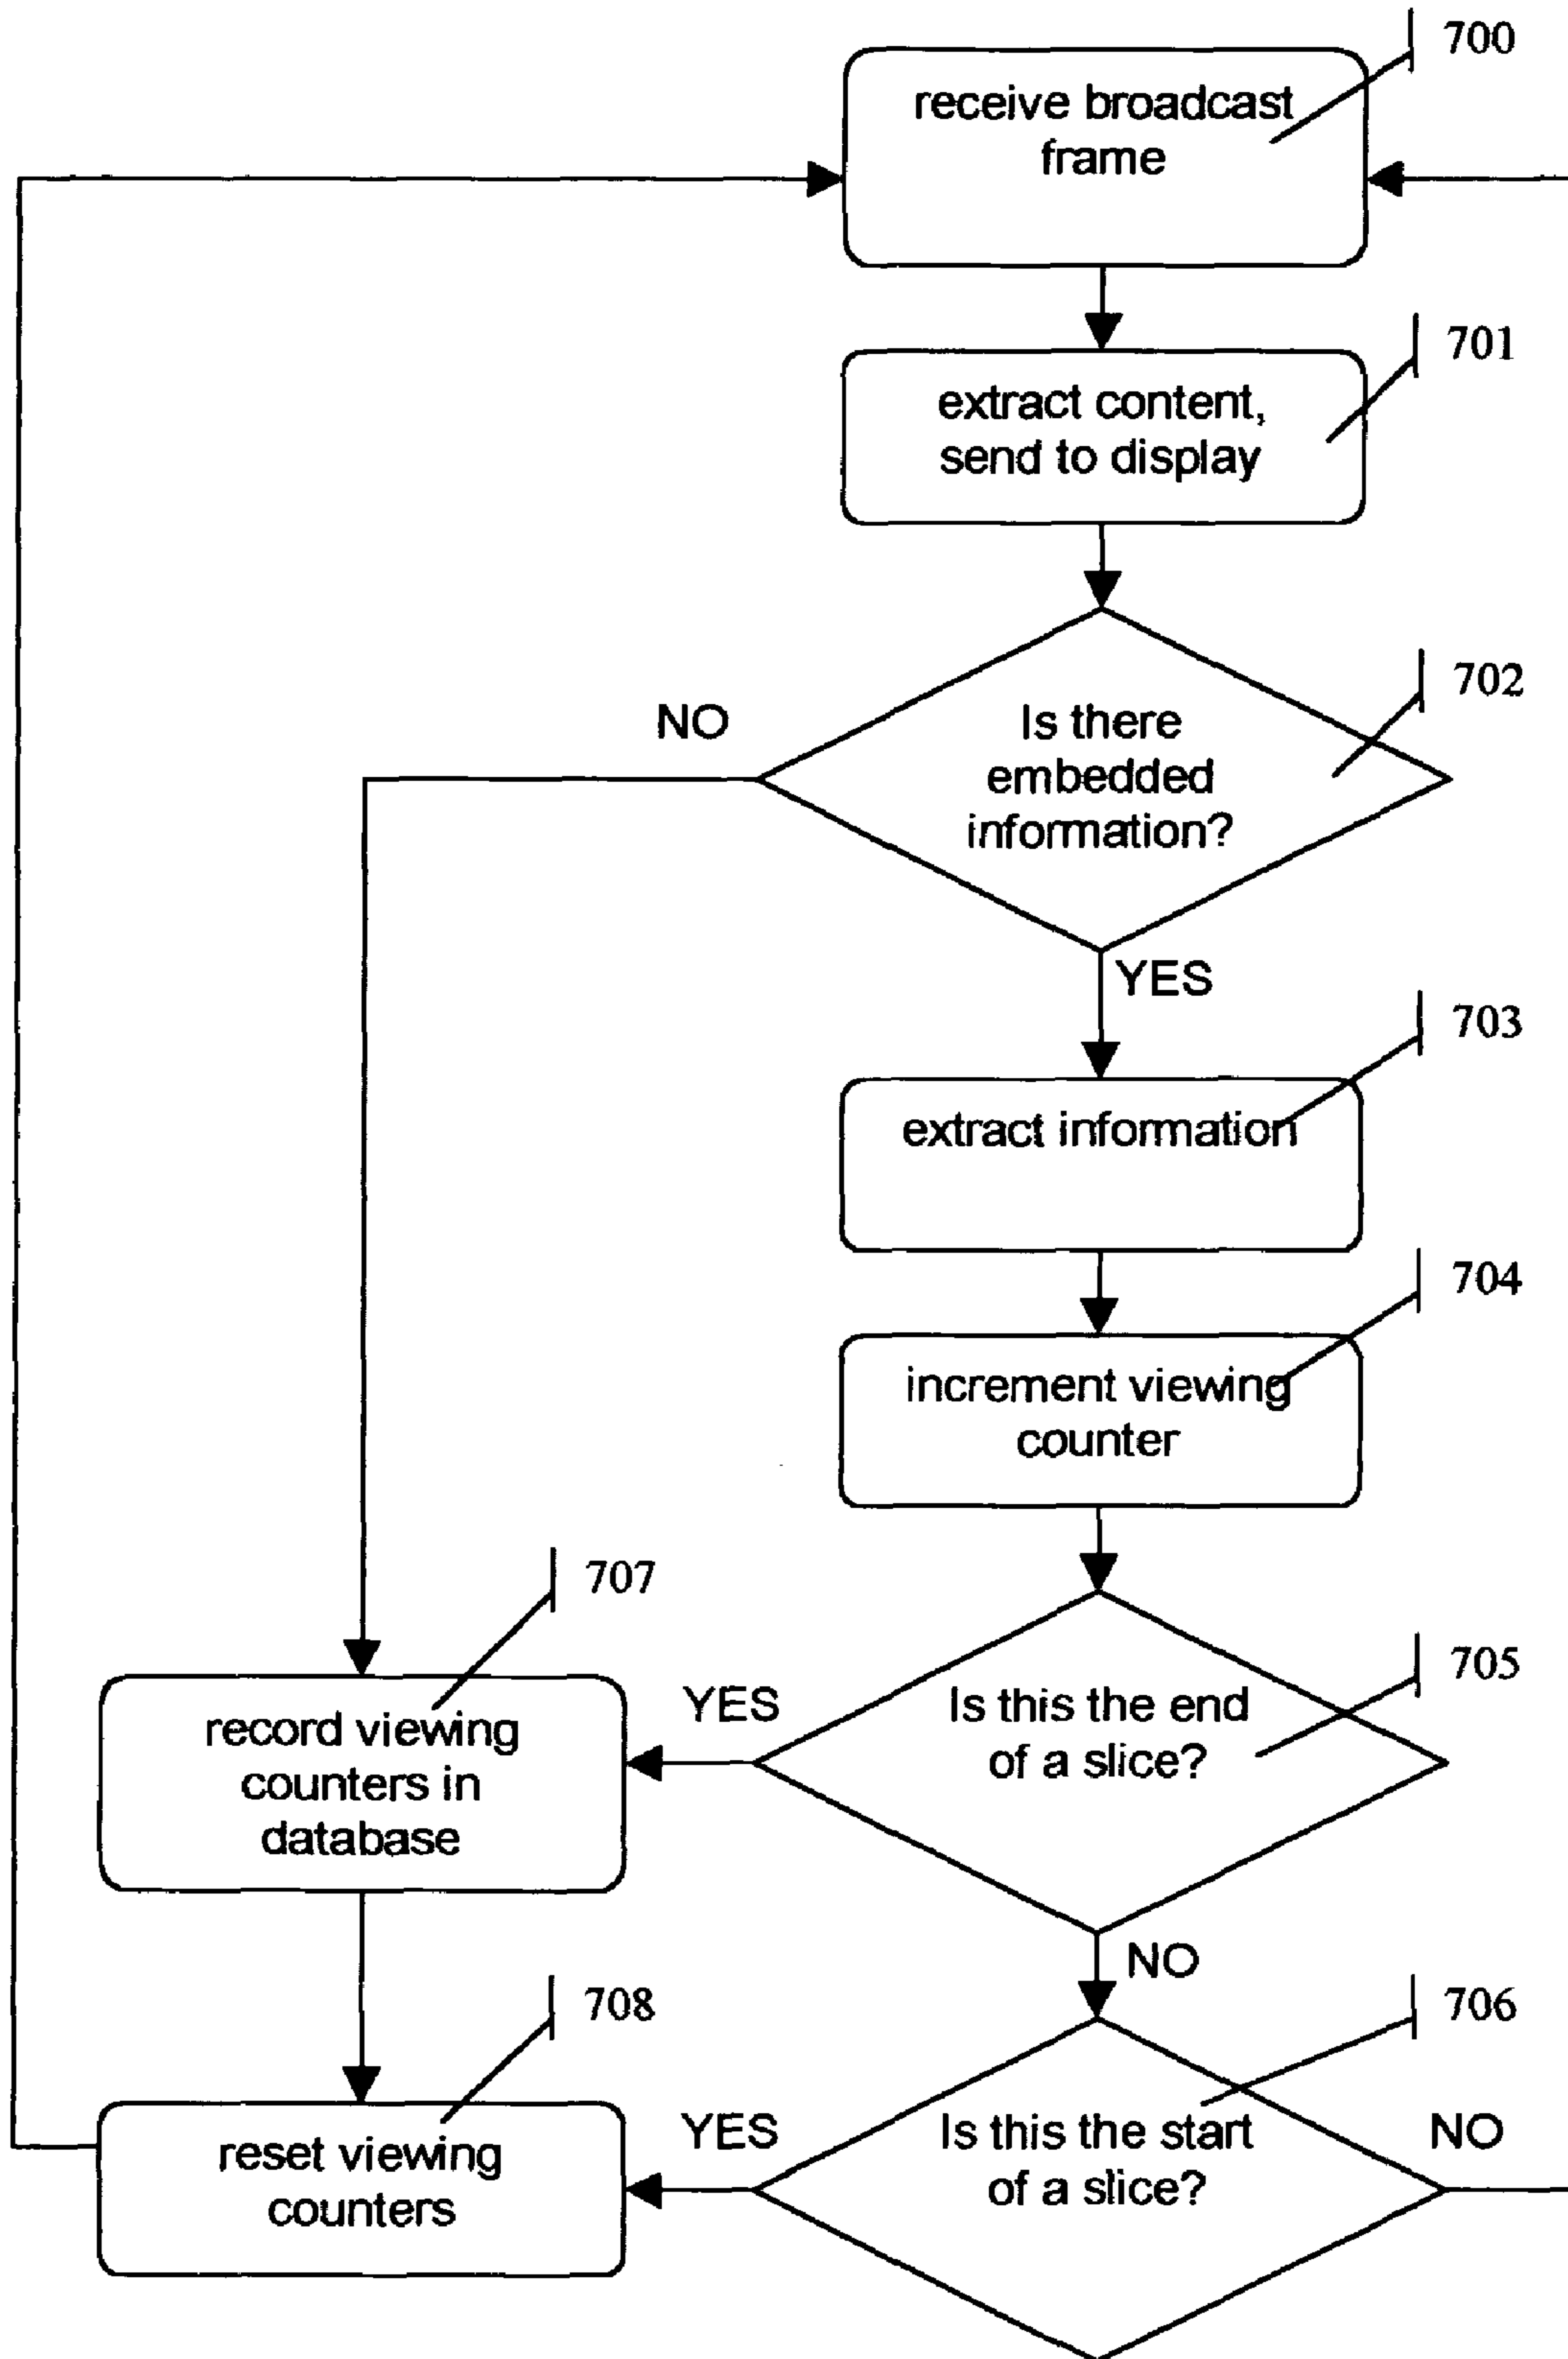 700
receive broadcast
frame
701
extract content,
send to display
702
NO
Is there
embedded
information?
YES
703
extract information
704
increment viewing
counter
707
705
YES
Is this the end
of a slice?
record viewing
counters in
database
NO
708
706
YES
Is this the start
of a slice?
NO
reset viewing
counters